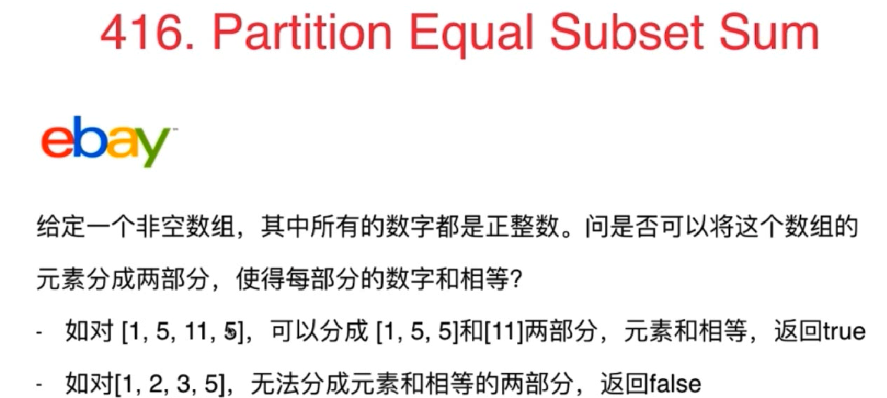 416. Partition Equal Subset Sum
ebay™
给定一个非空数组，其中所有的数字都是正整数。问是否可以将这个数组的
元素分成两部分，使得每部分的数字和相等？
- 如对 [1, 5, 11, 5]，可以分成 [1, 5, 5]和[11]两部分，元素和相等，返回true
- 如对[1, 2, 3, 5]，无法分成元素和相等的两部分，返回false